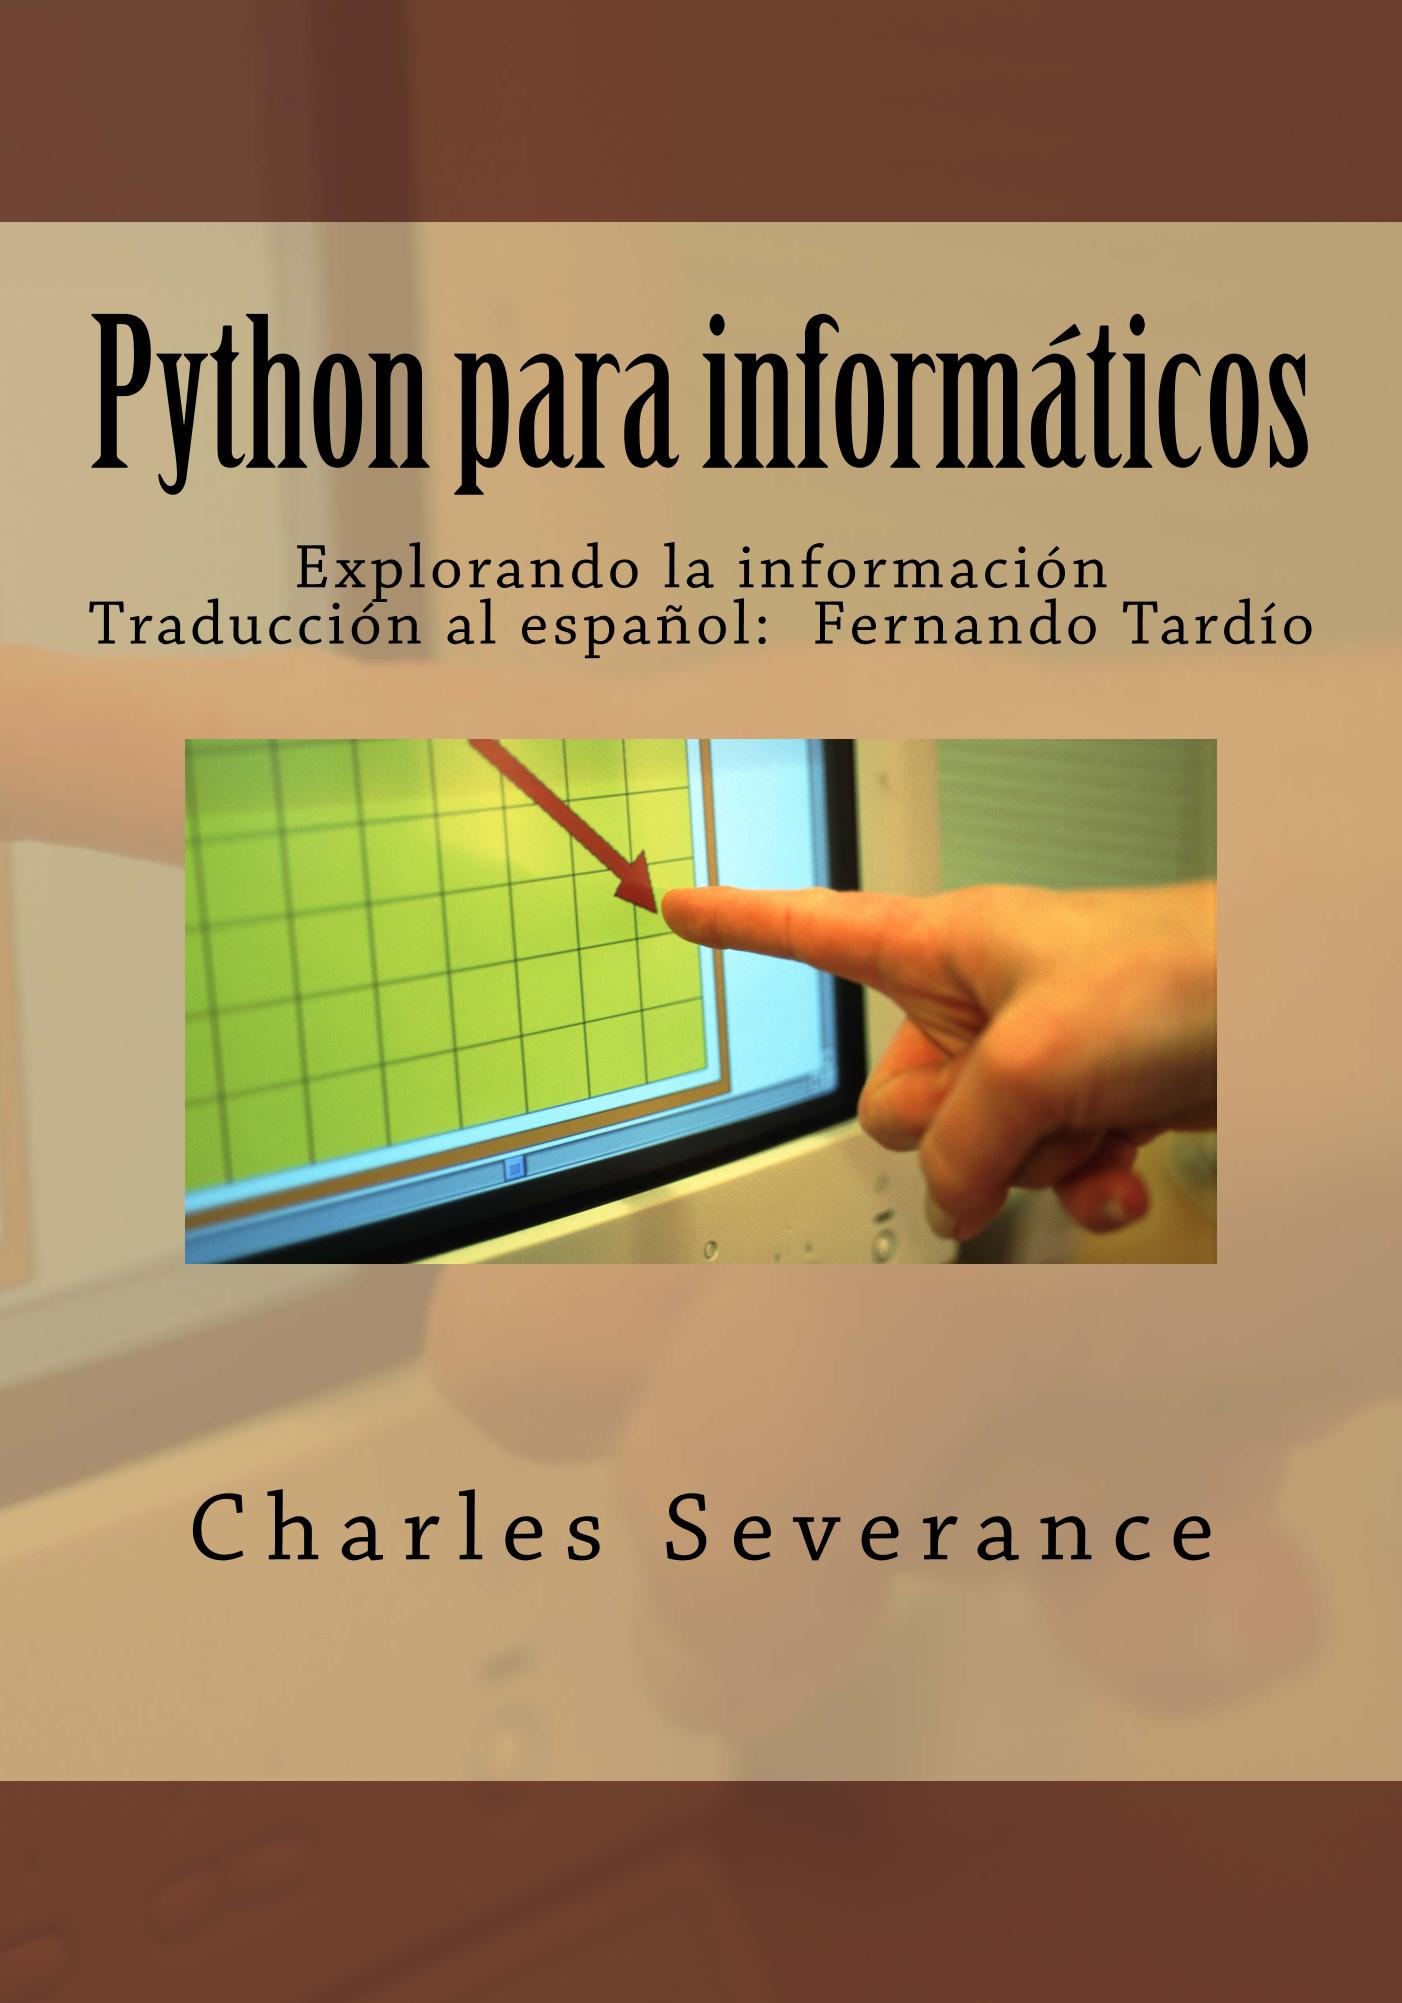 Python para informáticos
Explorando la información
Traducción al español: Fernando Tardío
Charles Severance